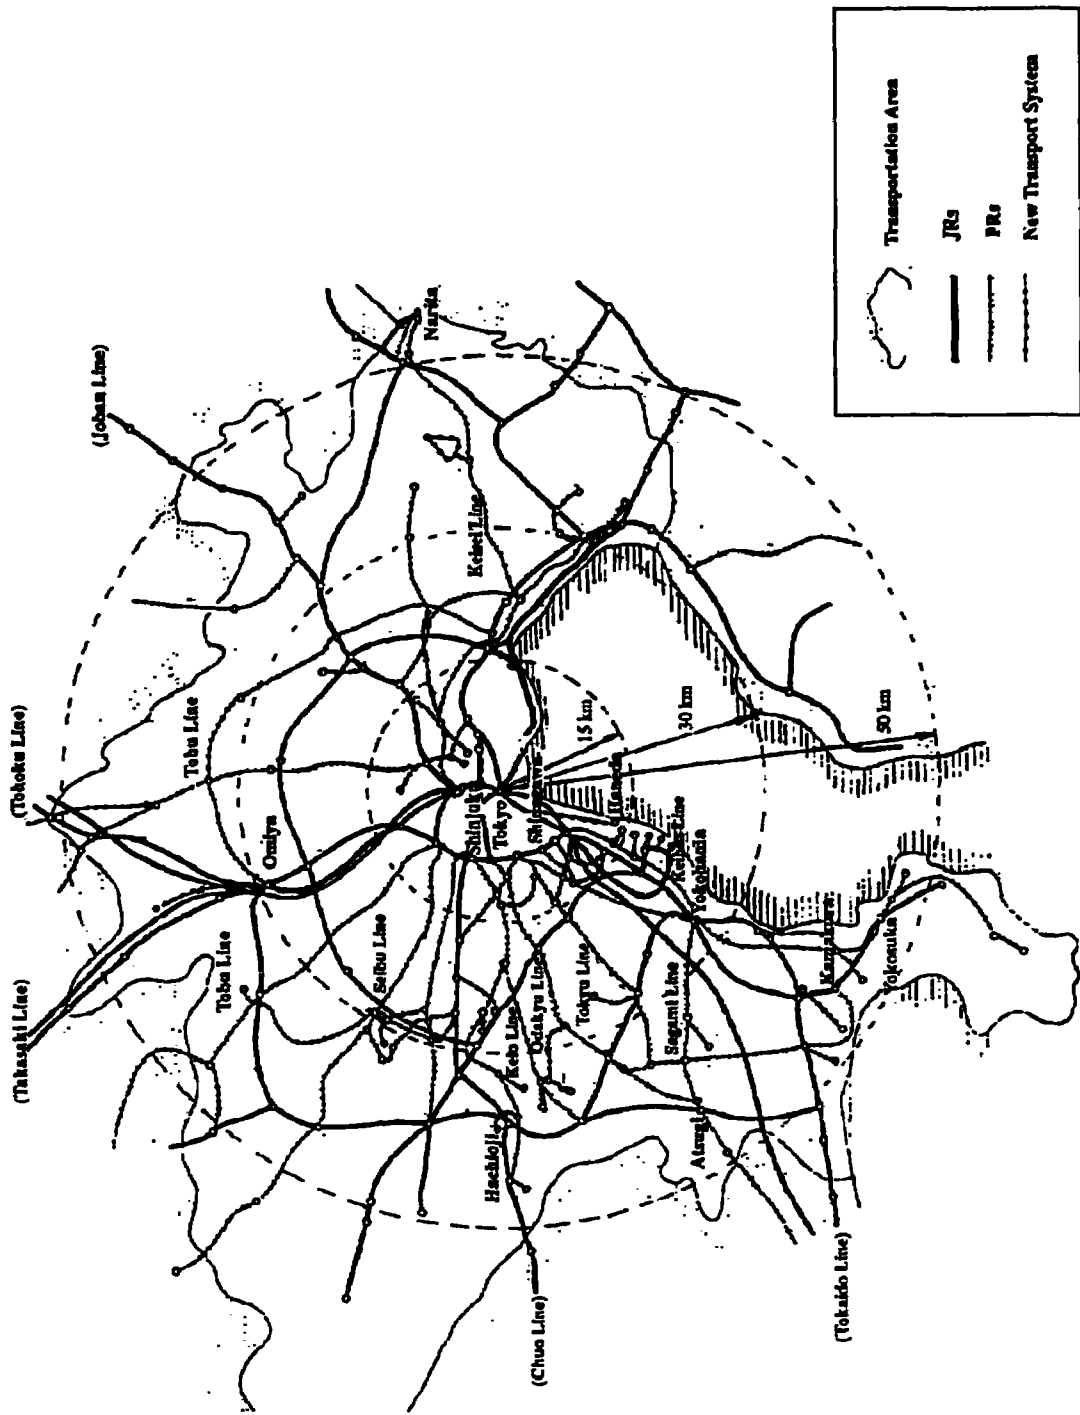 (Takasaki Line)
(Tohoku Line)
(Joban Line)
Tobu Line
Omiya
Tobu Line
Seibu Line
Narita
Keisei Line
Shinjuku
Tokyo
Shinagawa
Haneda
Hachioji
Keio Line
Odakyu Line
Tokyu Line
Sagami Line
Keihin Line
Yokohama
Atsugi
Kamakura
Yokosuka
(Chuo Line)
(Tokaido Line)
15 km
30 km
50 km
Transportation Area
JRs
PRs
New Transport System